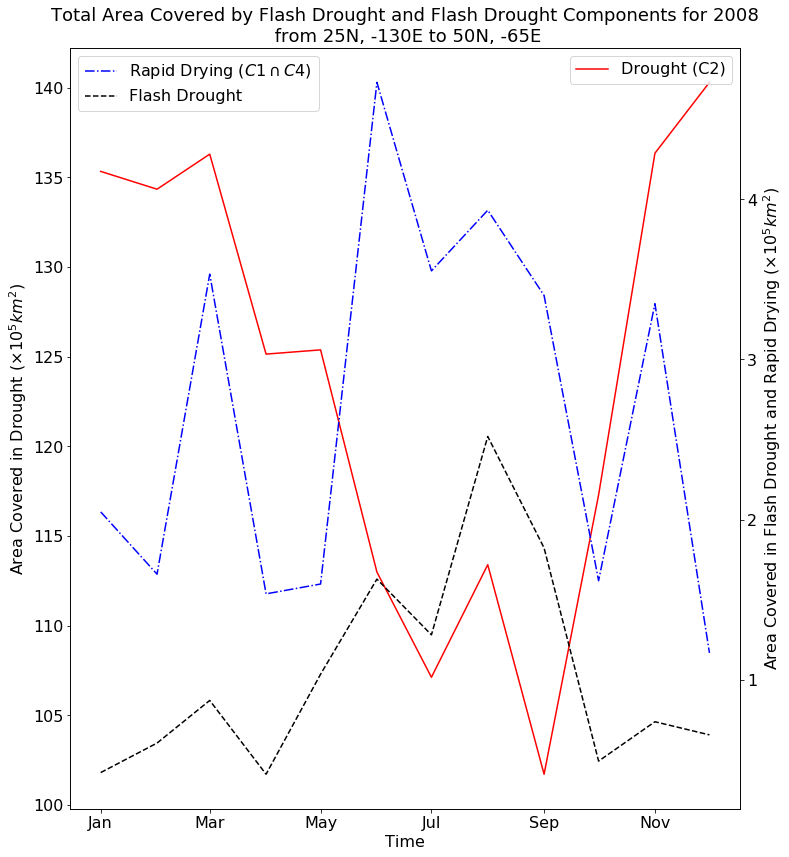 Total Area Covered by Flash Drought and Flash Drought Components for 2008
from 25N, -130E to 50N, -65E
Rapid Drying (C1 ∩ C4)
Flash Drought
Drought (C2)
140
135
130
125
120
115
110
105
100
Area Covered in Drought (×10⁵km²)
4
3
2
1
Area Covered in Flash Drought and Rapid Drying (×10⁵km²)
Jan Mar May Jul Sep Nov
Time